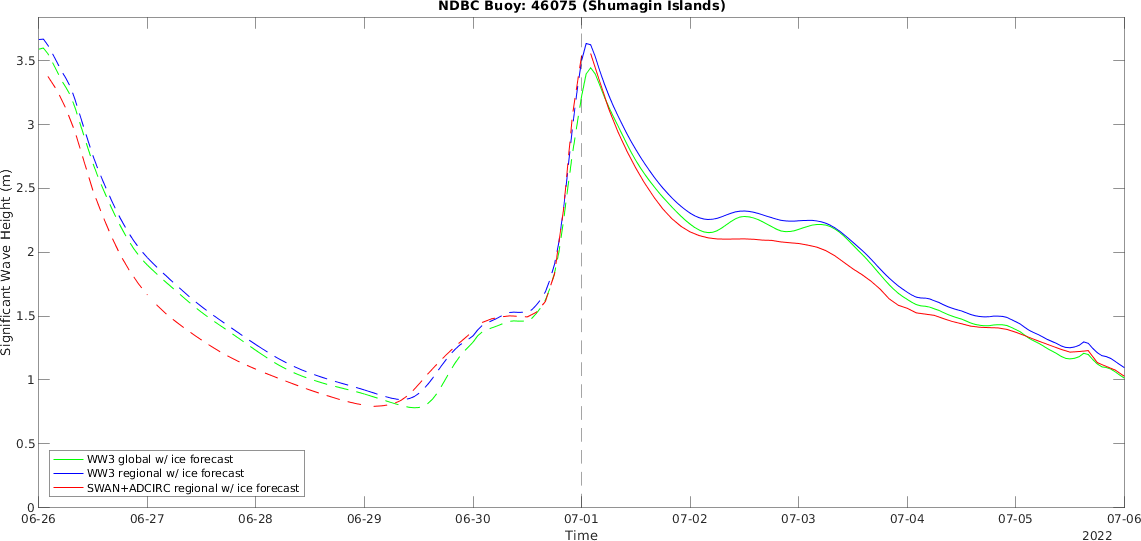 NDBC Buoy: 46075 (Shumagin Islands)
Significant Wave Height (m)
3.5
3
2.5
2
1.5
1
0.5
0
WW3 global w/ ice forecast
WW3 regional w/ ice forecast
SWAN+ADCIRC regional w/ ice forecast
06-26 06-27 06-28 06-29 06-30 07-01 07-02 07-03 07-04 07-05 07-06
Time
2022